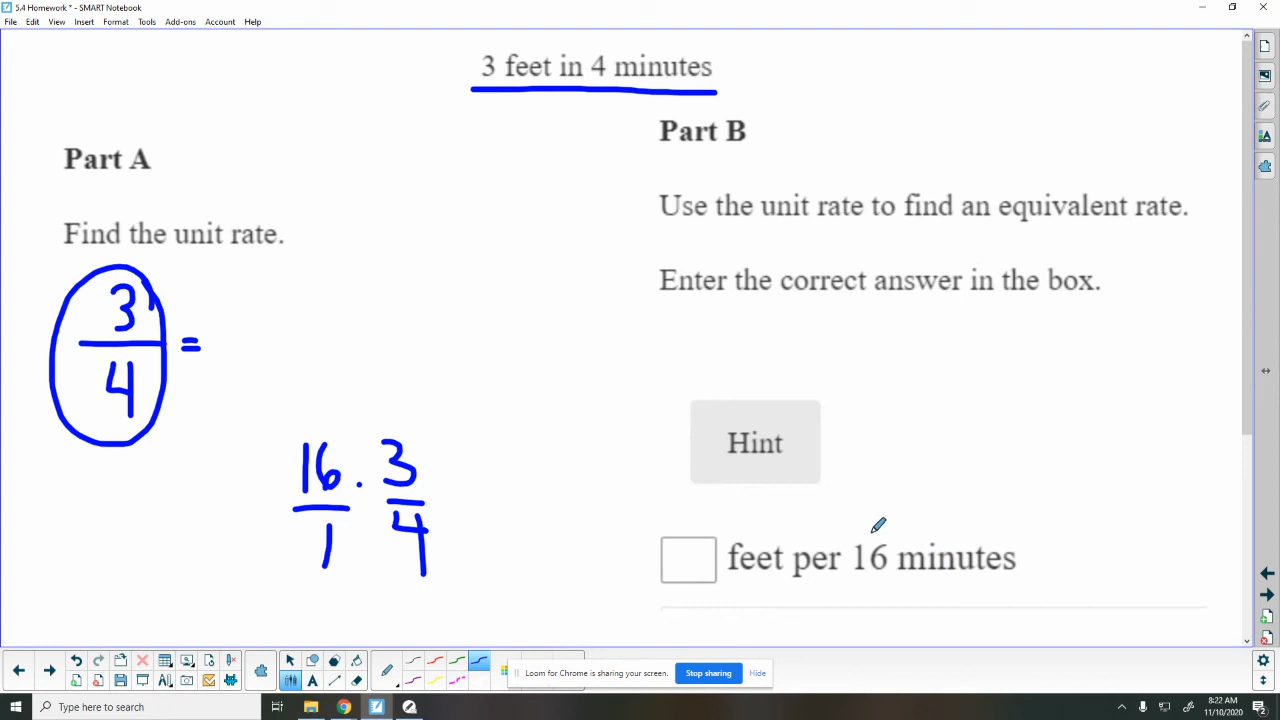 5.4 Homework * - SMART Notebook
File Edit View Insert Format Tools Add-ons Account Help
3 feet in 4 minutes
Part A
Find the unit rate.
3
4
=
16 . 3
1 4
Part B
Use the unit rate to find an equivalent rate.
Enter the correct answer in the box.
Hint
feet per 16 minutes
Loom for Chrome is sharing your screen. Stop sharing Hide
Type here to search
8:22 AM
11/10/2020